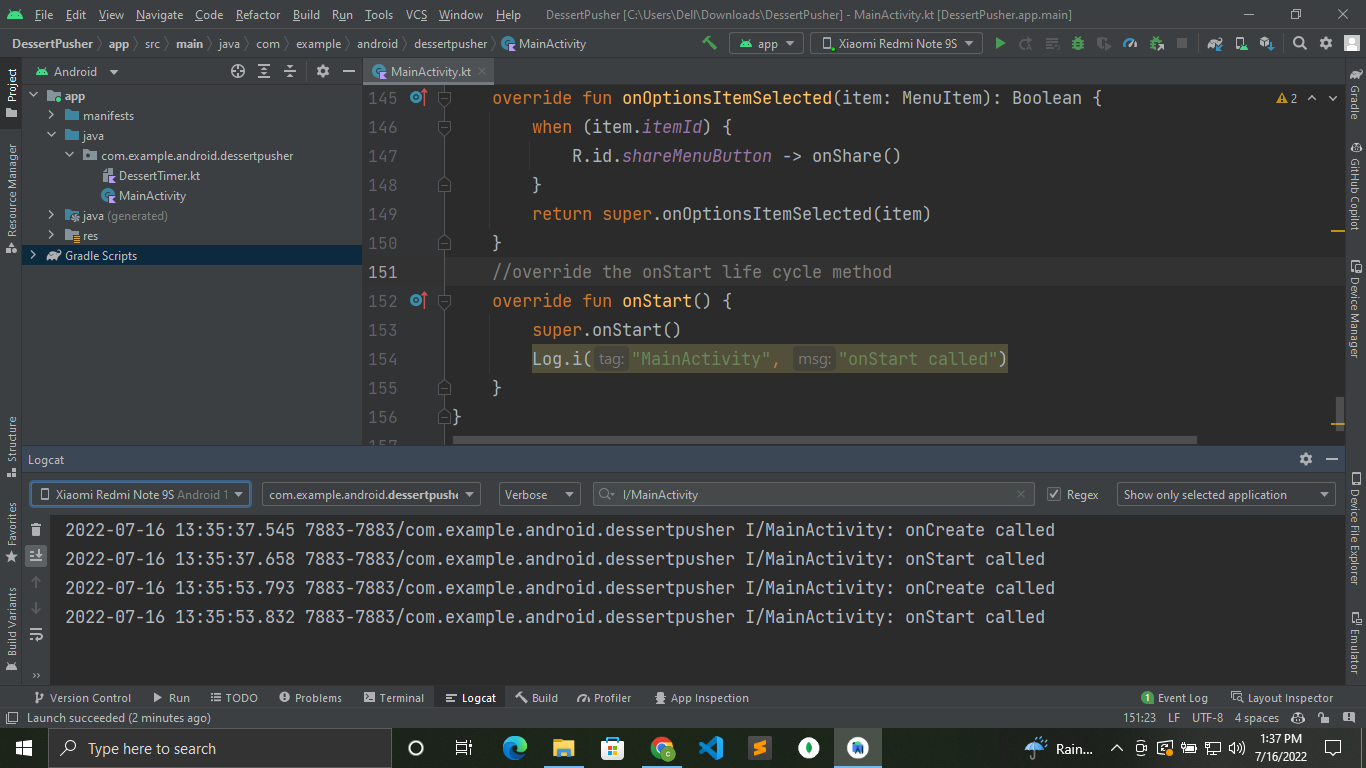 File Edit View Navigate Code Refactor Build Run Tools VCS Window Help DessertPusher [C:\Users\Dell\Downloads\DessertPusher] - MainActivity.kt [DessertPusher.app.main]
DessertPusher app src main java com example android dessertpusher MainActivity app Xiaomi Redmi Note 9S
Project
Resource Manager
Structure
Favorites
Build Variants
Android
app
manifests
java
com.example.android.dessertpusher
DessertTimer.kt
MainActivity
java (generated)
res
Gradle Scripts
MainActivity.kt
2
145 override fun onOptionsItemSelected(item: MenuItem): Boolean {
146 when (item.itemId) {
147 R.id.shareMenuButton -> onShare()
148 }
149 return super.onOptionsItemSelected(item)
150 }
151 //override the onStart life cycle method
152 override fun onStart() {
153 super.onStart()
154 Log.i( tag: "MainActivity", msg: "onStart called")
155 }
156 }
157
Gradle
GitHub Copilot
Device Manager
Device File Explorer
Emulator
Logcat
Xiaomi Redmi Note 9S Android 1 com.example.android.dessertpushe Verbose I/MainActivity Regex Show only selected application
2022-07-16 13:35:37.545 7883-7883/com.example.android.dessertpusher I/MainActivity: onCreate called
2022-07-16 13:35:37.658 7883-7883/com.example.android.dessertpusher I/MainActivity: onStart called
2022-07-16 13:35:53.793 7883-7883/com.example.android.dessertpusher I/MainActivity: onCreate called
2022-07-16 13:35:53.832 7883-7883/com.example.android.dessertpusher I/MainActivity: onStart called
Version Control Run TODO Problems Terminal Logcat Build Profiler App Inspection 1 Event Log Layout Inspector
Launch succeeded (2 minutes ago) 151:23 LF UTF-8 4 spaces
Type here to search Rain... 1:37 PM
7/16/2022